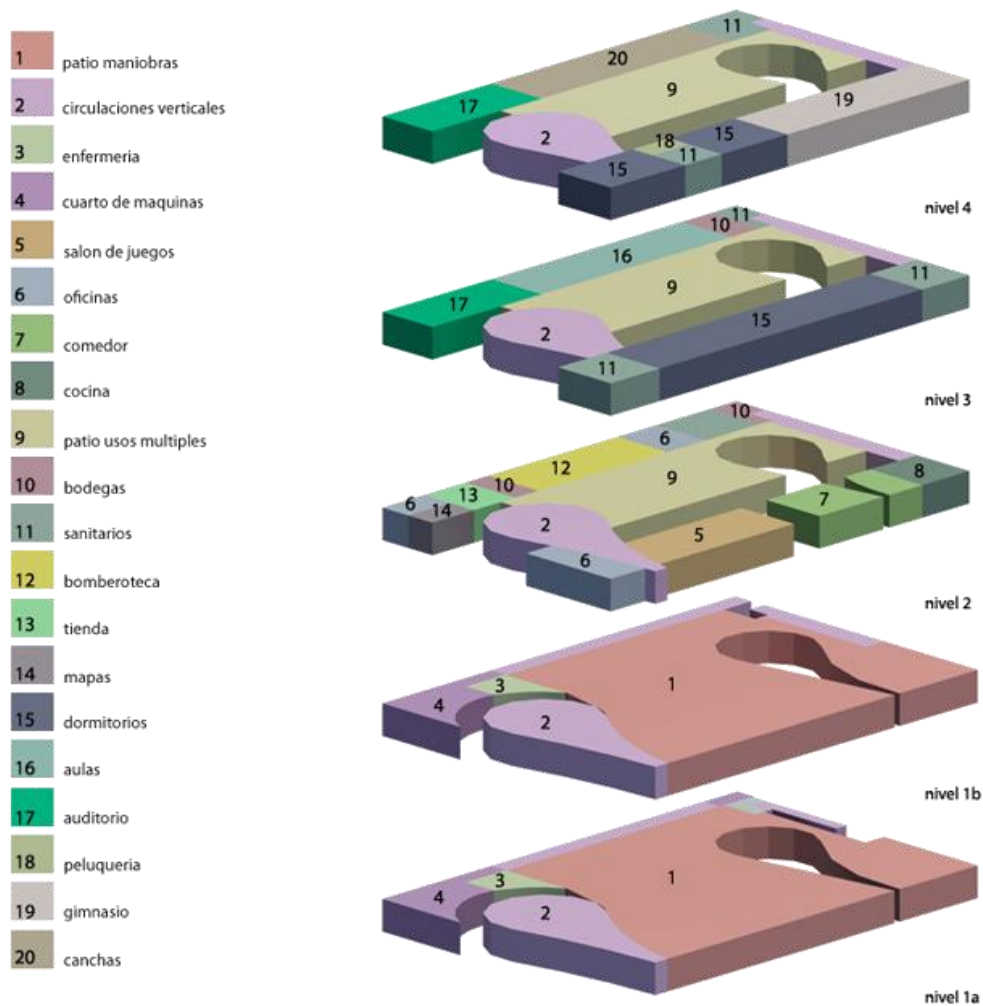 1 patio maniobras
2 circulaciones verticales
3 enfermeria
4 cuarto de maquinas
5 salon de juegos
6 oficinas
7 comedor
8 cocina
9 patio usos multiples
10 bodegas
11 sanitarios
12 bomberoteca
13 tienda
14 mapas
15 dormitorios
16 aulas
17 auditorio
18 peluqueria
19 gimnasio
20 canchas
11
20
9
19
17
2
15
18
11
15
nivel 4
11
10
16
9
11
17
15
2
11
nivel 3
10
6
12
9
8
10
13
6
14
7
2
5
6
nivel 2
3
1
4
2
nivel 1b
3
1
4
2
nivel 1a